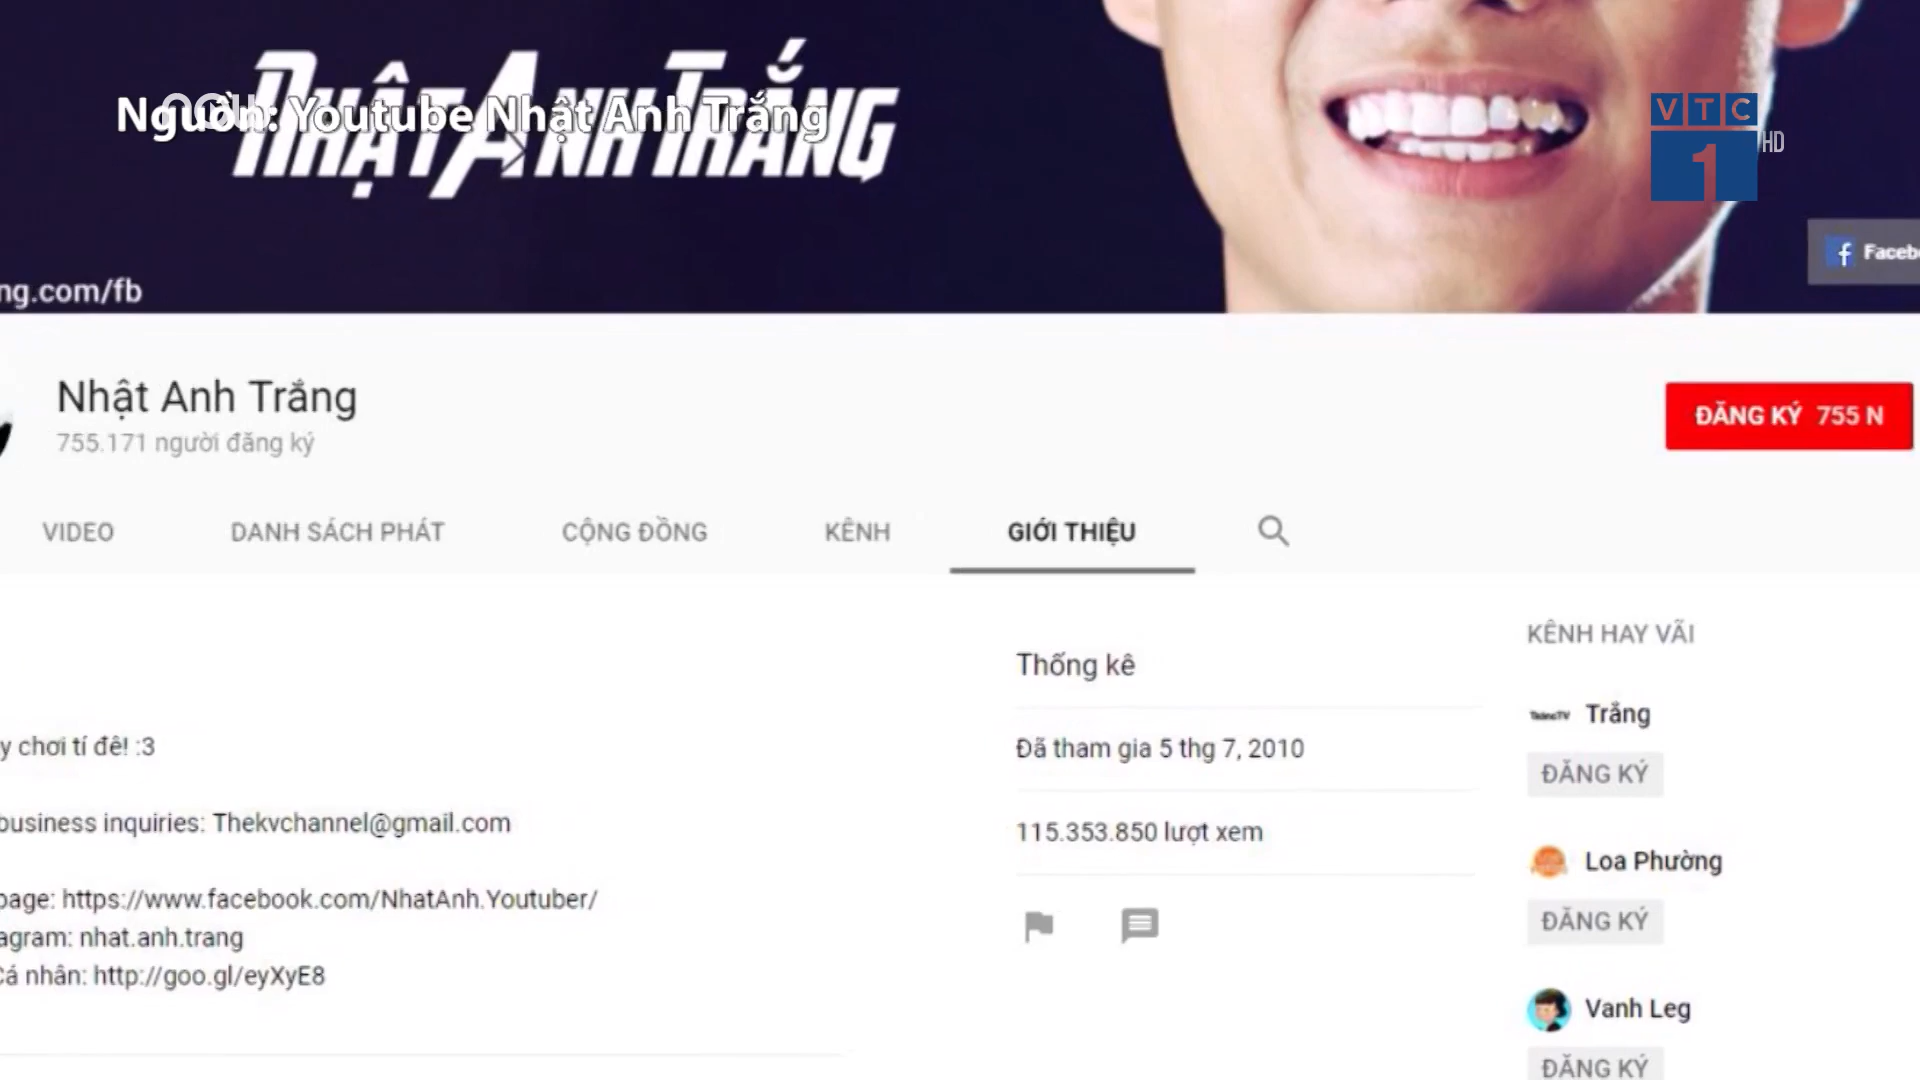 NHẬT ANH TRẮNG
Nguồn: Youtube Nhật Anh Trắng
VTC
1
HD
ng.com/fb
Faceb
Nhật Anh Trắng
755.171 người đăng ký
ĐĂNG KÝ 755 N
VIDEO
DANH SÁCH PHÁT
CỘNG ĐỒNG
KÊNH
GIỚI THIỆU
KÊNH HAY VÃI
Thống kê
Trắng
y chơi tí đê! :3
Đã tham gia 5 thg 7, 2010
ĐĂNG KÝ
business inquiries: Thekvchannel@gmail.com
115.353.850 lượt xem
Loa Phường
page: https://www.facebook.com/NhatAnh.Youtuber/
ĐĂNG KÝ
agram: nhat.anh.trang
Cá nhân: http://goo.gl/eyXyE8
Vanh Leg
ĐĂNG KÝ